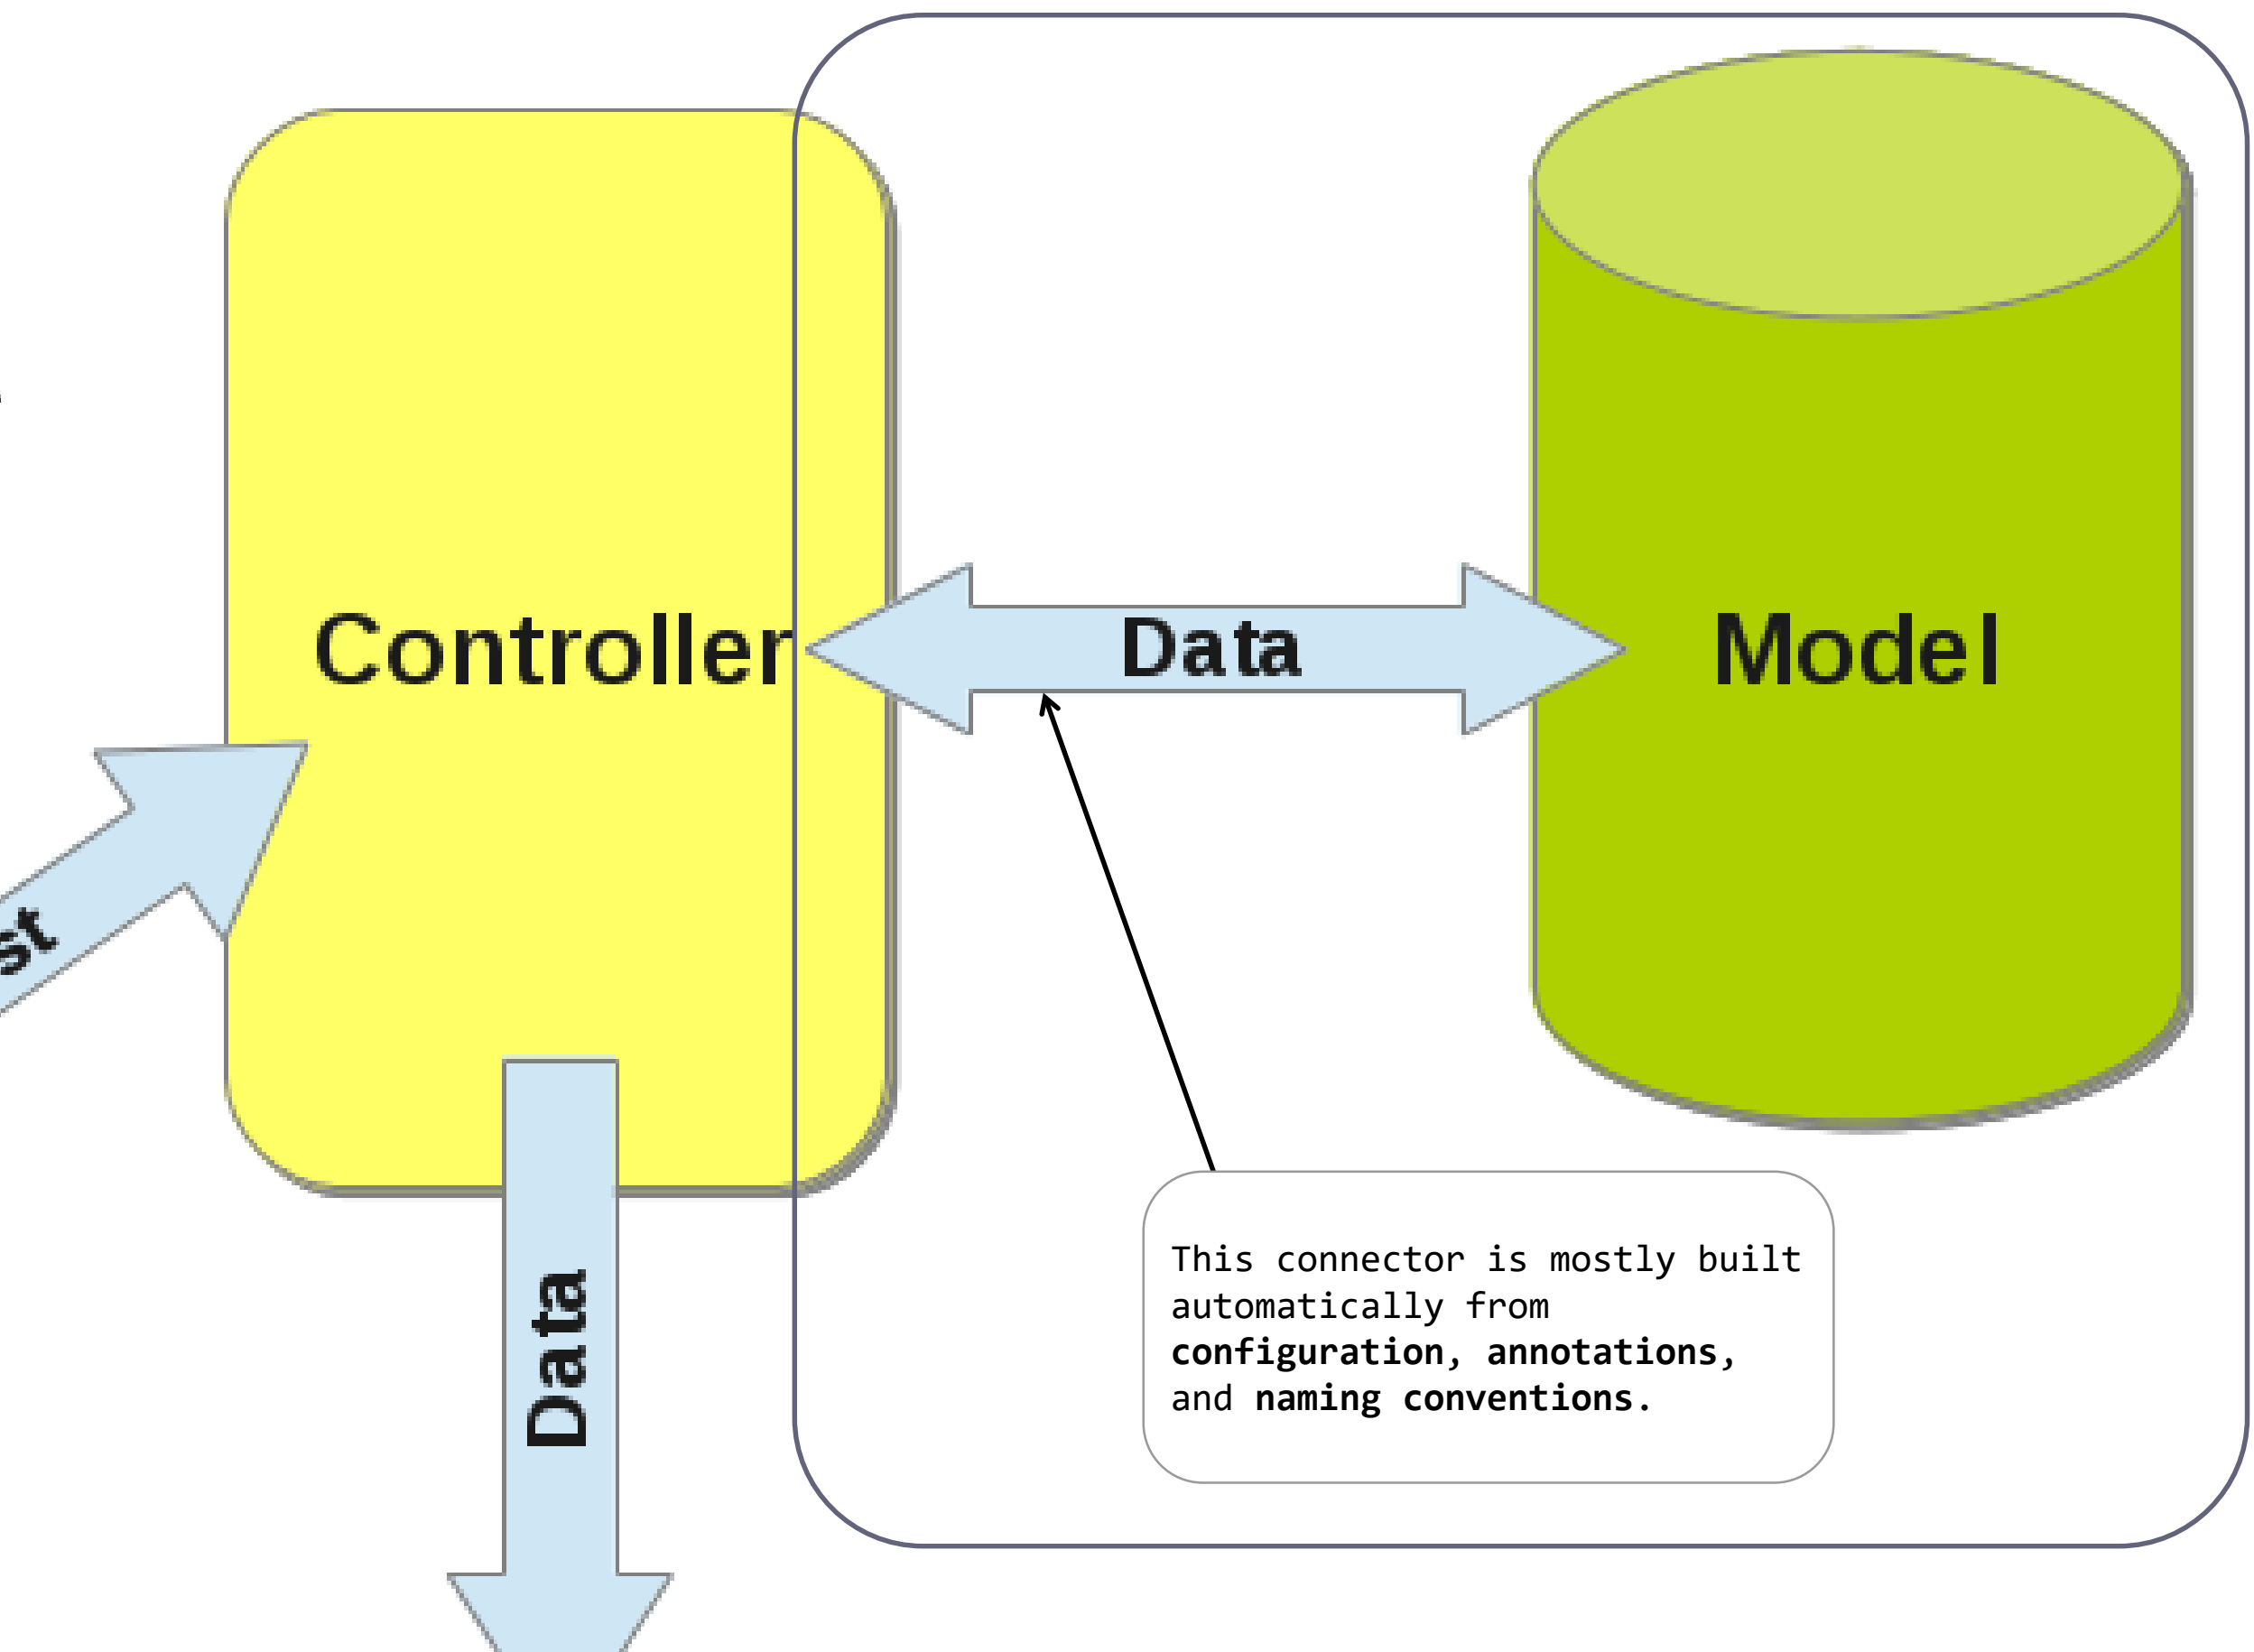 Controller
Data
Model
st
Data
This connector is mostly built
automatically from
configuration, annotations,
and naming conventions.